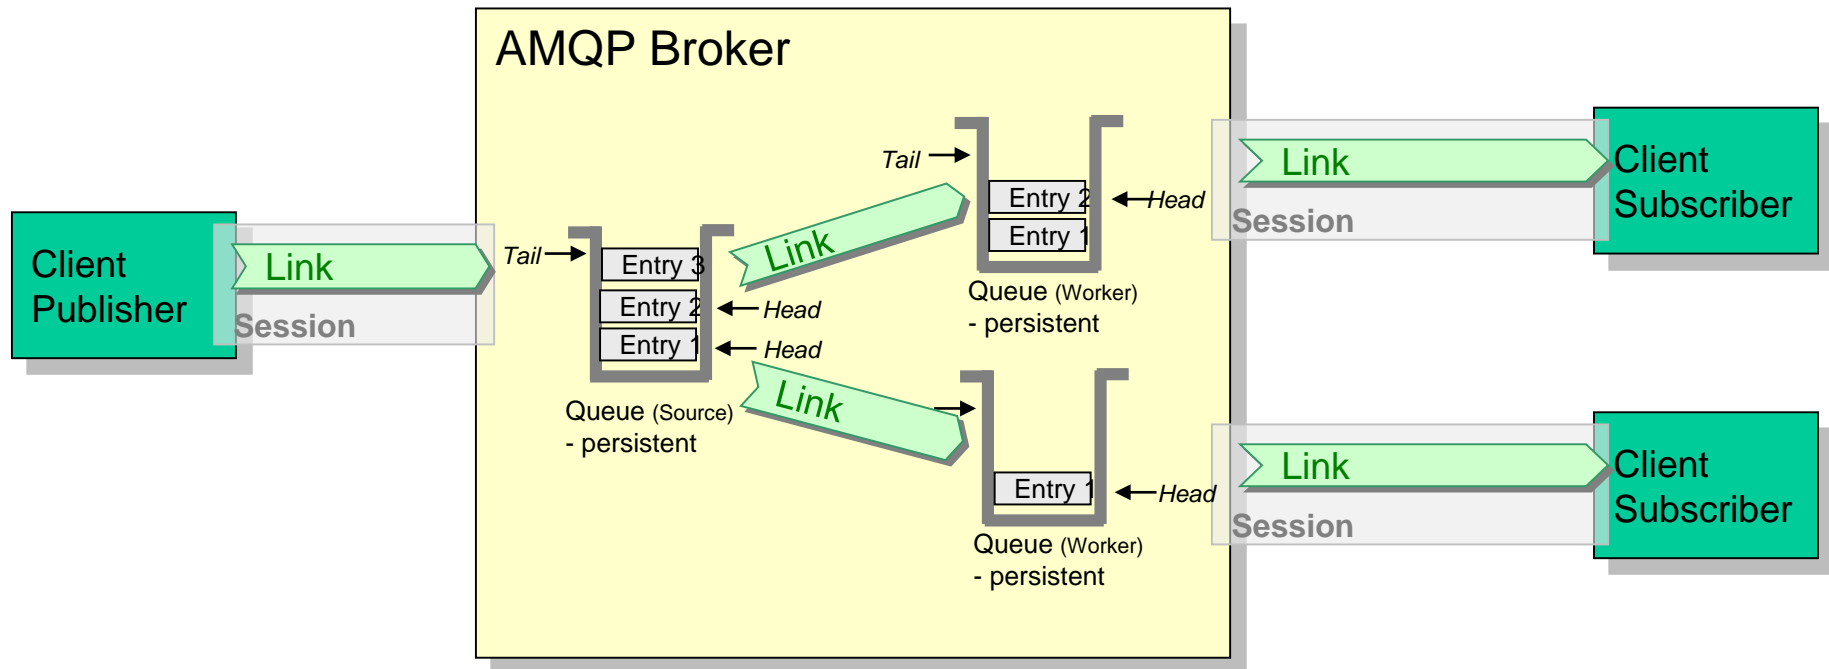 AMQP Broker
Client
Publisher
Link
Session
Tail
Entry 3
Entry 2
Entry 1
Head
Head
Queue (Source)
- persistent
Link
Link
Tail
Entry 2
Entry 1
Head
Queue (Worker)
- persistent
Entry 1
Head
Queue (Worker)
- persistent
Link
Session
Client
Subscriber
Link
Session
Client
Subscriber